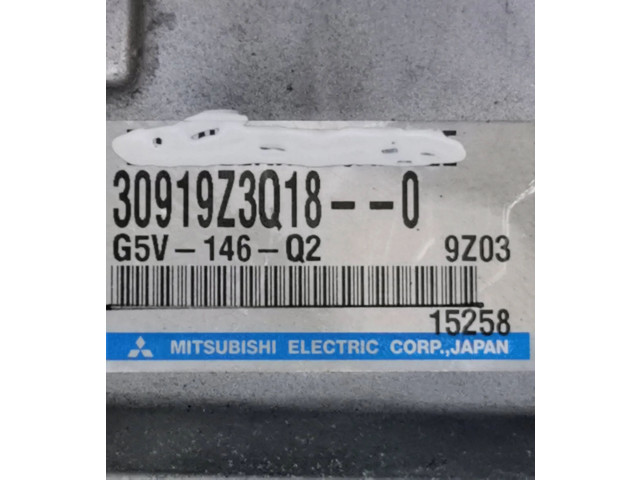 30919Z3Q18--0
G5V-146-Q2 9Z03
15258
MITSUBISHI ELECTRIC CORP., JAPAN